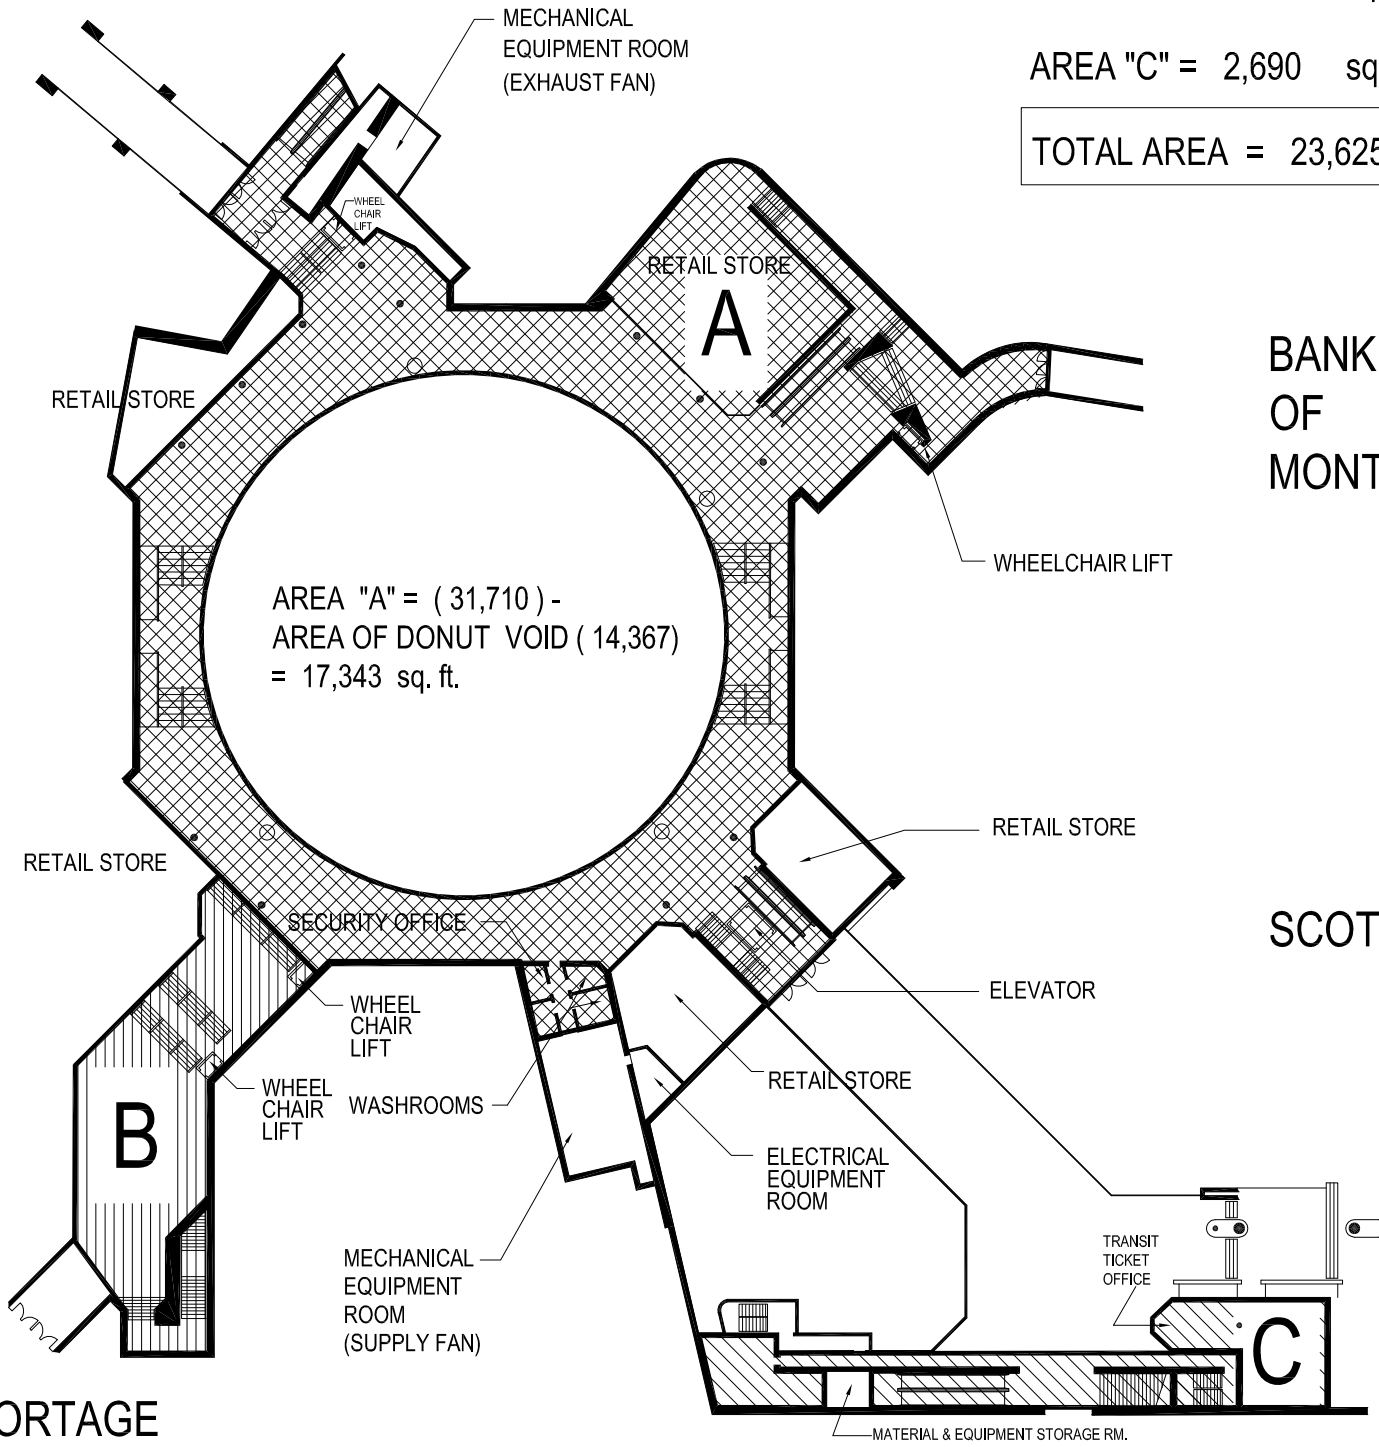 MECHANICAL
EQUIPMENT ROOM
(EXHAUST FAN)
AREA "C" = 2,690 sq
TOTAL AREA = 23,625
WHEEL
CHAIR
LIFT
RETAIL STORE
A
RETAIL STORE
BANK
OF
MONT
WHEELCHAIR LIFT
AREA "A" = ( 31,710 ) -
AREA OF DONUT VOID ( 14,367)
= 17,343 sq. ft.
RETAIL STORE
RETAIL STORE
SECURITY OFFICE
SCOT
ELEVATOR
WHEEL
CHAIR
LIFT
WHEEL
CHAIR
LIFT
WASHROOMS
RETAIL STORE
B
ELECTRICAL
EQUIPMENT
ROOM
MECHANICAL
EQUIPMENT
ROOM
(SUPPLY FAN)
TRANSIT
TICKET
OFFICE
C
ORTAGE
MATERIAL & EQUIPMENT STORAGE RM.